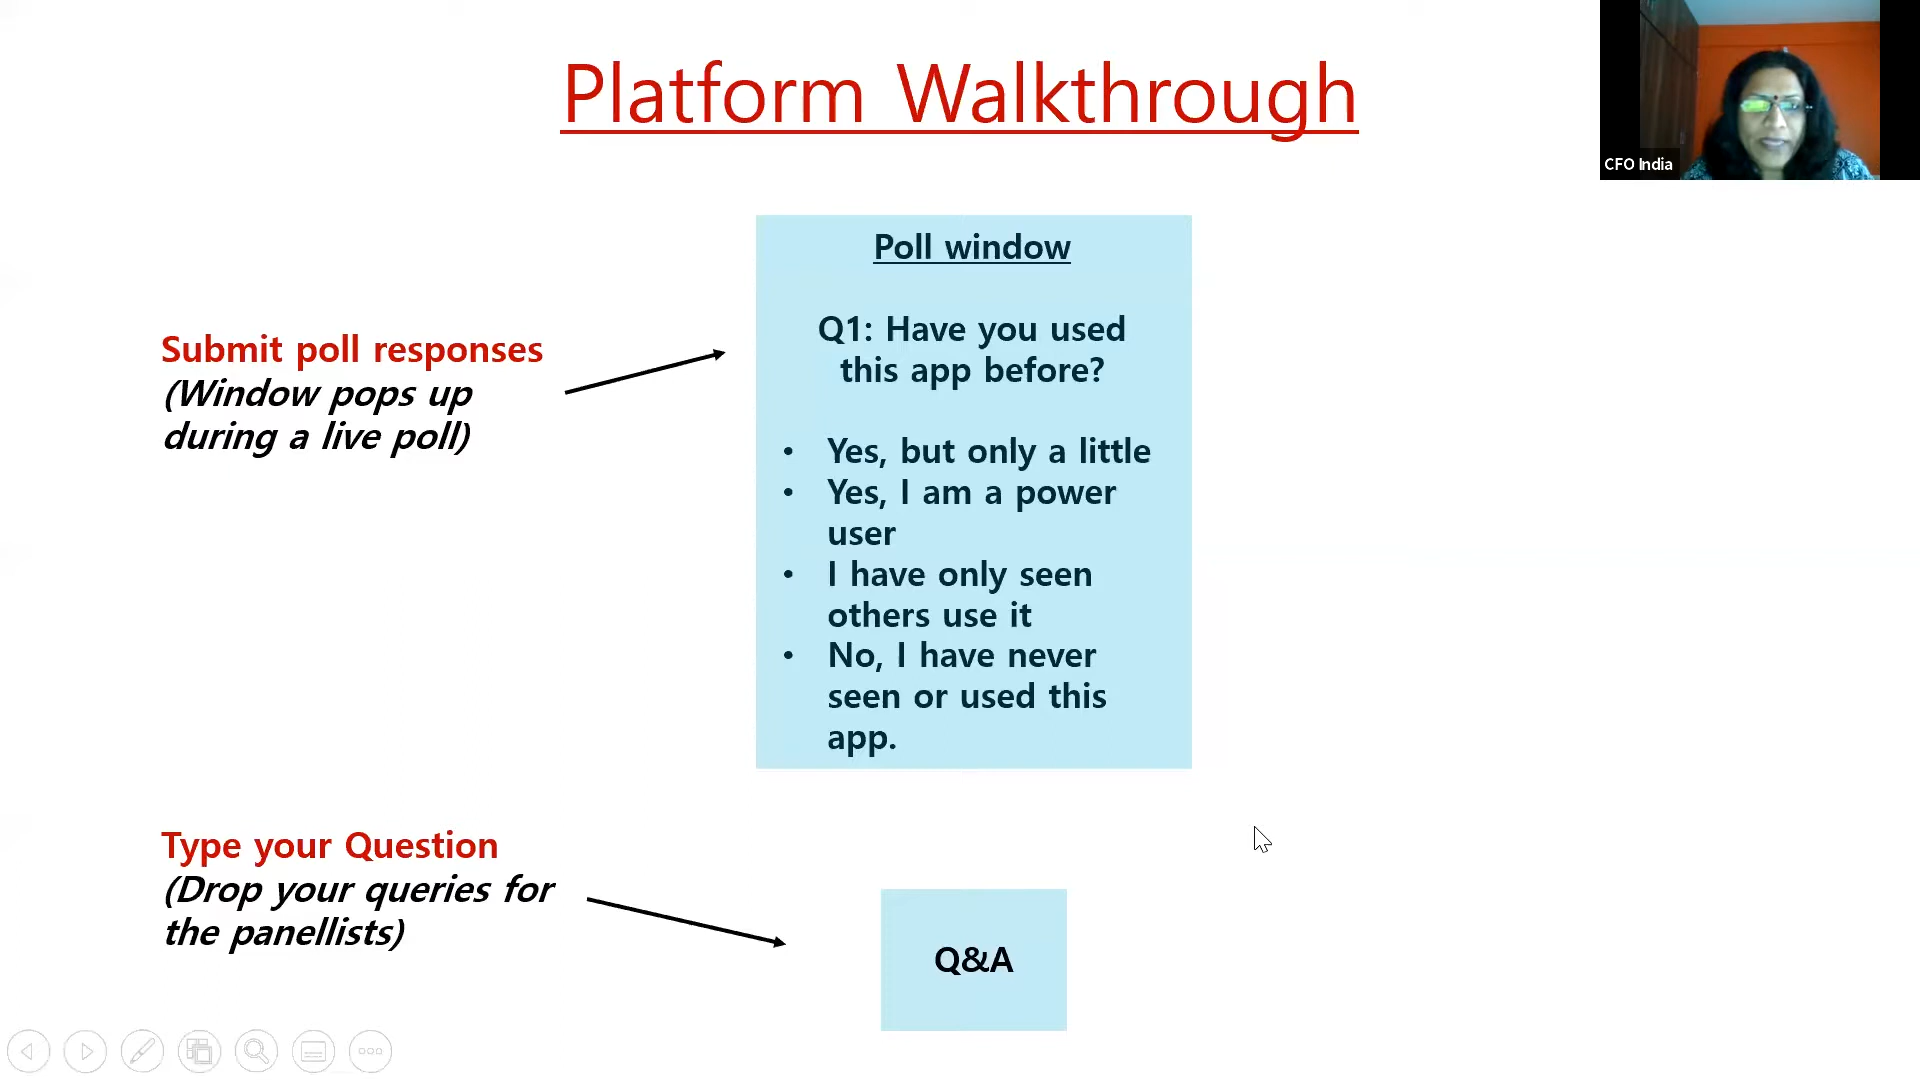 Platform Walkthrough
CFO India
Submit poll responses
(Window pops up
during a live poll)
Poll window
Q1: Have you used
this app before?
• Yes, but only a little
• Yes, I am a power
user
• I have only seen
others use it
• No, I have never
seen or used this
app.
Type your Question
(Drop your queries for
the panellists)
Q&A